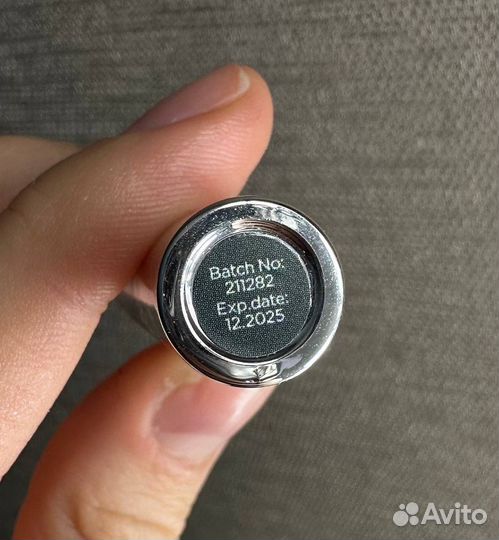 Batch No:
211282
Exp.date:
12.2025
Avito